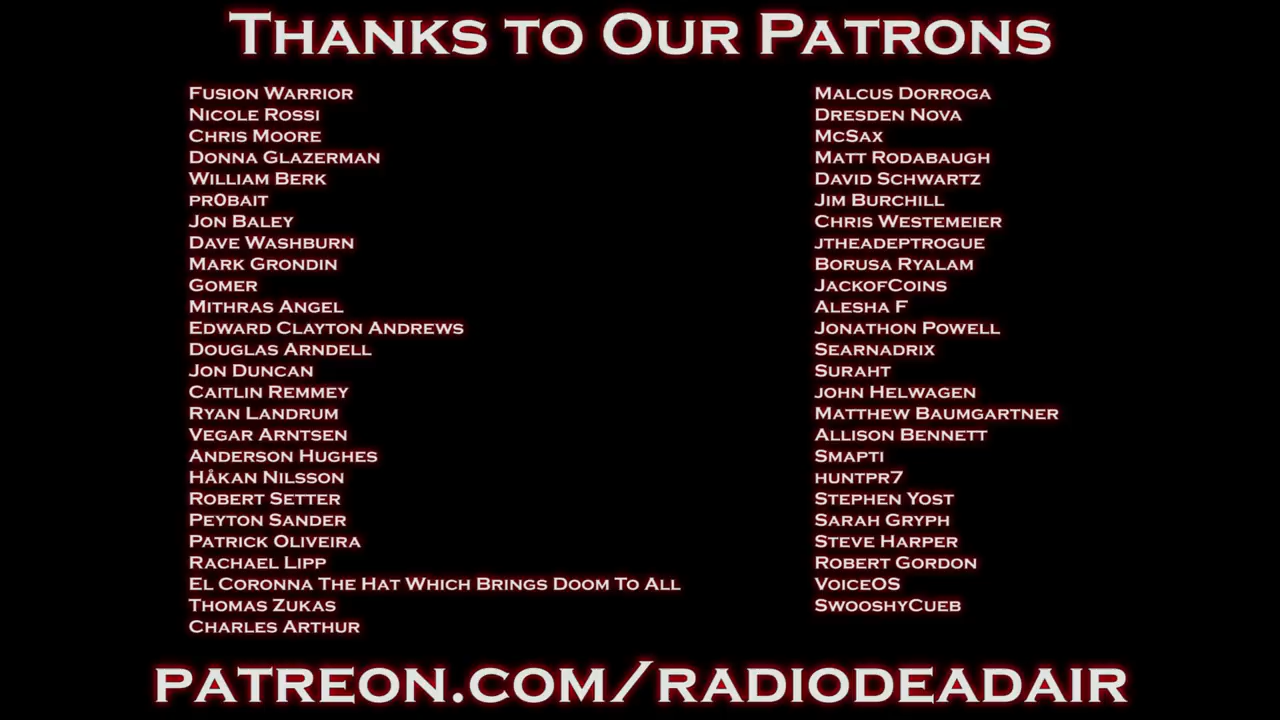 Thanks to Our Patrons
Fusion Warrior
Nicole Rossi
Chris Moore
Donna Glazerman
William Berk
pr0bait
Jon Baley
Dave Washburn
Mark Grondin
Gomer
Mithras Angel
Edward Clayton Andrews
Douglas Arndell
Jon Duncan
Caitlin Remmey
Ryan Landrum
Vegar Arntsen
Anderson Hughes
Håkan Nilsson
Robert Setter
Peyton Sander
Patrick Oliveira
Rachael Lipp
El Coronna The Hat Which Brings Doom To All
Thomas Zukas
Charles Arthur
Malcus Dorroga
Dresden Nova
McSax
Matt Rodabaugh
David Schwartz
Jim Burchill
Chris Westemeier
jtheadeptrogue
Borusa Ryalam
JackofCoins
Alesha F
Jonathon Powell
Searnadrix
Suraht
john Helwagen
Matthew Baumgartner
Allison Bennett
Smapti
huntpr7
Stephen Yost
Sarah Gryph
Steve Harper
Robert Gordon
VoiceOS
SwooshyCueb
patreon.com/radiodeadair